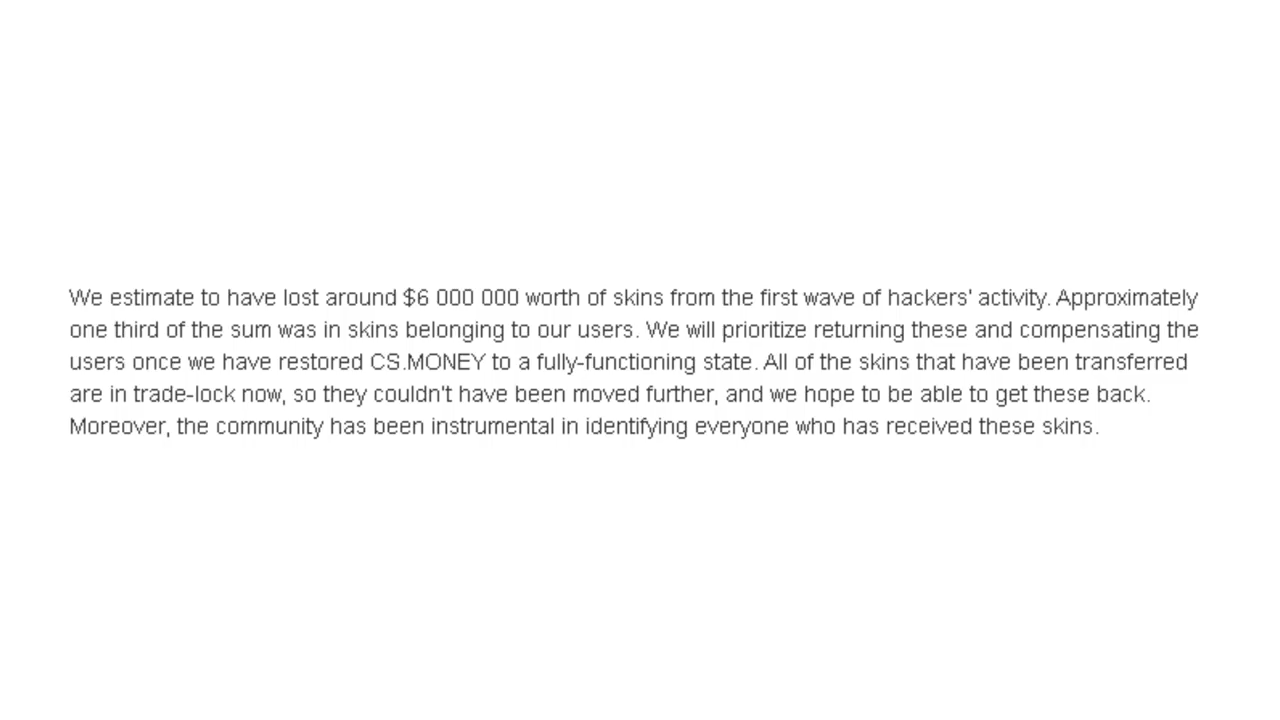 We estimate to have lost around $6 000 000 worth of skins from the first wave of hackers' activity. Approximately
one third of the sum was in skins belonging to our users. We will prioritize returning these and compensating the
users once we have restored CS.MONEY to a fully-functioning state. All of the skins that have been transferred
are in trade-lock now, so they couldn't have been moved further, and we hope to be able to get these back.
Moreover, the community has been instrumental in identifying everyone who has received these skins.